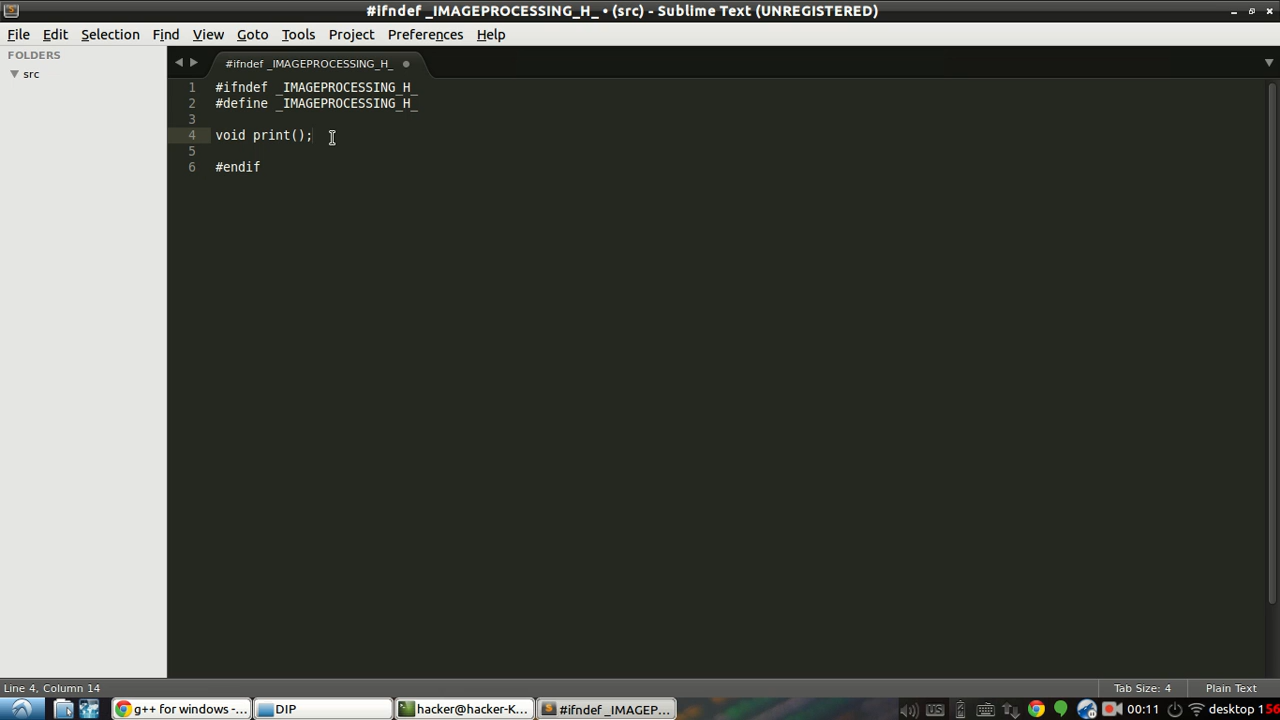 #ifndef _IMAGEPROCESSING_H_ • (src) - Sublime Text (UNREGISTERED)
File Edit Selection Find View Goto Tools Project Preferences Help
FOLDERS
src
#ifndef _IMAGEPROCESSING_H_
1 #ifndef _IMAGEPROCESSING_H_
2 #define _IMAGEPROCESSING_H_
3
4 void print();
5
6 #endif
Line 4, Column 14
Tab Size: 4
Plain Text
g++ for windows -...
DIP
hacker@hacker-K...
#ifndef _IMAGEP...
US
00:11
desktop 1
56